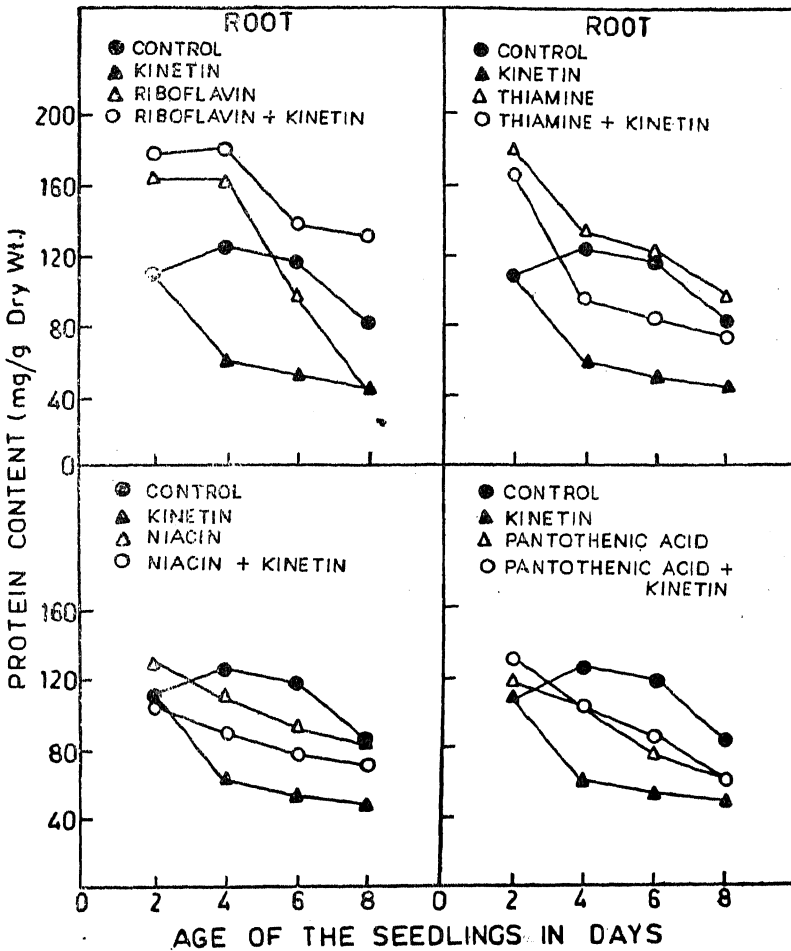 ROOT
CONTROL
KINETIN
RIBOFLAVIN
RIBOFLAVIN + KINETIN
ROOT
CONTROL
KINETIN
THIAMINE
THIAMINE + KINETIN
200
160
120
80
40
0
PROTEIN CONTENT (mg/g Dry Wt.)
CONTROL
KINETIN
NIACIN
NIACIN + KINETIN
CONTROL
KINETIN
PANTOTHENIC ACID
PANTOTHENIC ACID +
KINETIN
160
120
80
40
0 2 4 6 8 0 2 4 6 8
AGE OF THE SEEDLINGS IN DAYS